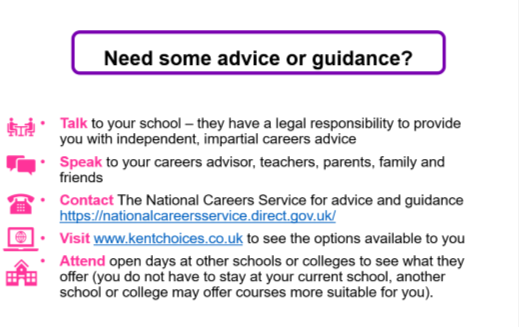 Need some advice or guidance?
• Talk to your school – they have a legal responsibility to provide
you with independent, impartial careers advice
• Speak to your careers advisor, teachers, parents, family and
friends
• Contact The National Careers Service for advice and guidance
https://nationalcareersservice.direct.gov.uk/
• Visit www.kentchoices.co.uk to see the options available to you
• Attend open days at other schools or colleges to see what they
offer (you do not have to stay at your current school, another
school or college may offer courses more suitable for you).